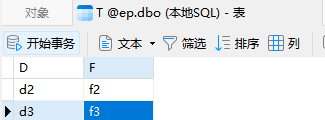 对象 T @ep.dbo (本地SQL) - 表
开始事务 文本 筛选 排序 列
D F
d2 f2
d3 f3